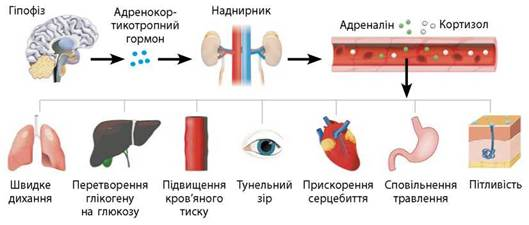 Гіпофіз
Адренокор-
тикотропний
гормон
Наднирник
Адреналін
Кортизол
Швидке
дихання
Перетворення
глікогену
на глюкозу
Підвищення
кров’яного
тиску
Тунельний
зір
Прискорення
серцебиття
Сповільнення
травлення
Пітливість